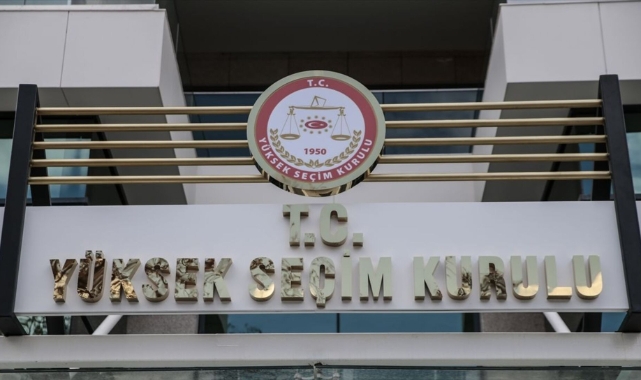 T.C.
1950
YÜKSEK SEÇİM KURULU
T.C.
YÜKSEK SEÇİM KURULU